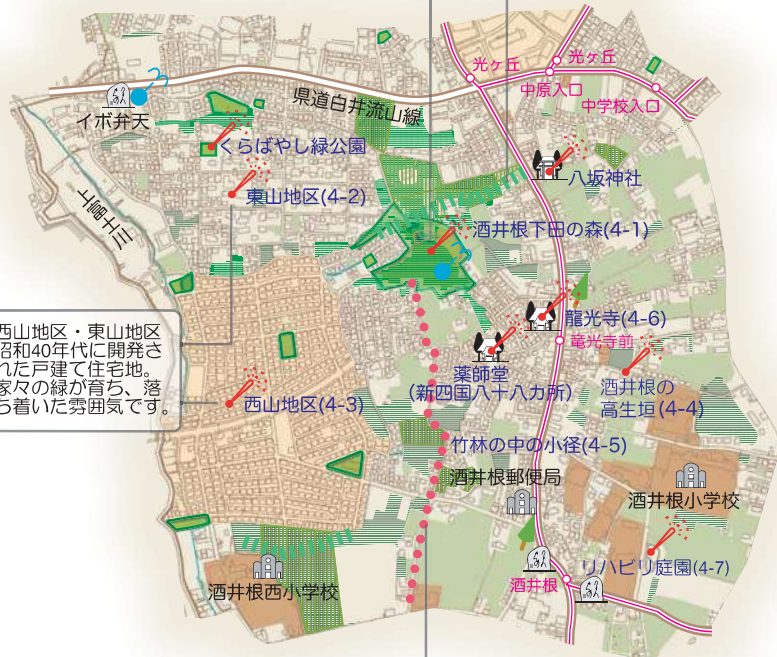 光ヶ丘
光ヶ丘
中原入口
中学校入口
県道白井流山線
イボ弁天
くらばやし緑公園
八坂神社
東山地区(4-2)
上富士川
酒井根下田の森(4-1)
西山地区・東山地区
昭和40年代に開発さ
れた戸建て住宅地。
家々の緑が育ち、落
ち着いた雰囲気です。
龍光寺(4-6)
竜光寺前
薬師堂
(新四国八十八カ所)
酒井根の
高生垣(4-4)
西山地区(4-3)
竹林の中の小径(4-5)
酒井根郵便局
酒井根小学校
リハビリ庭園(4-7)
酒井根
酒井根西小学校